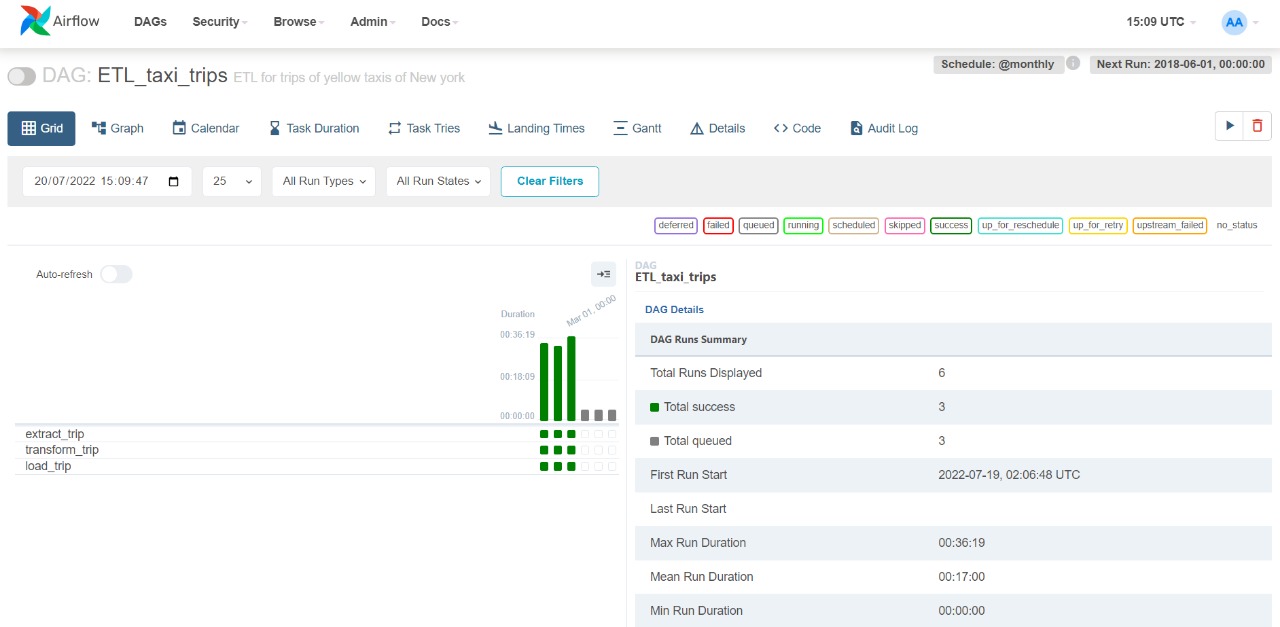 Airflow DAGs Security Browse Admin Docs 15:09 UTC AA
DAG: ETL_taxi_trips ETL for trips of yellow taxis of New york
Schedule: @monthly i Next Run: 2018-06-01, 00:00:00
Grid Graph Calendar Task Duration Task Tries Landing Times Gantt Details Code Audit Log
20/07/2022 15:09:47 25 All Run Types All Run States Clear Filters
deferred failed queued running scheduled skipped success up_for_reschedule up_for_retry upstream_failed no_status
Auto-refresh
Duration
Mar 01, 00:00
00:36:19
00:18:09
00:00:00
extract_trip
transform_trip
load_trip
DAG
ETL_taxi_trips
DAG Details
DAG Runs Summary
Total Runs Displayed 6
Total success 3
Total queued 3
First Run Start 2022-07-19, 02:06:48 UTC
Last Run Start
Max Run Duration 00:36:19
Mean Run Duration 00:17:00
Min Run Duration 00:00:00